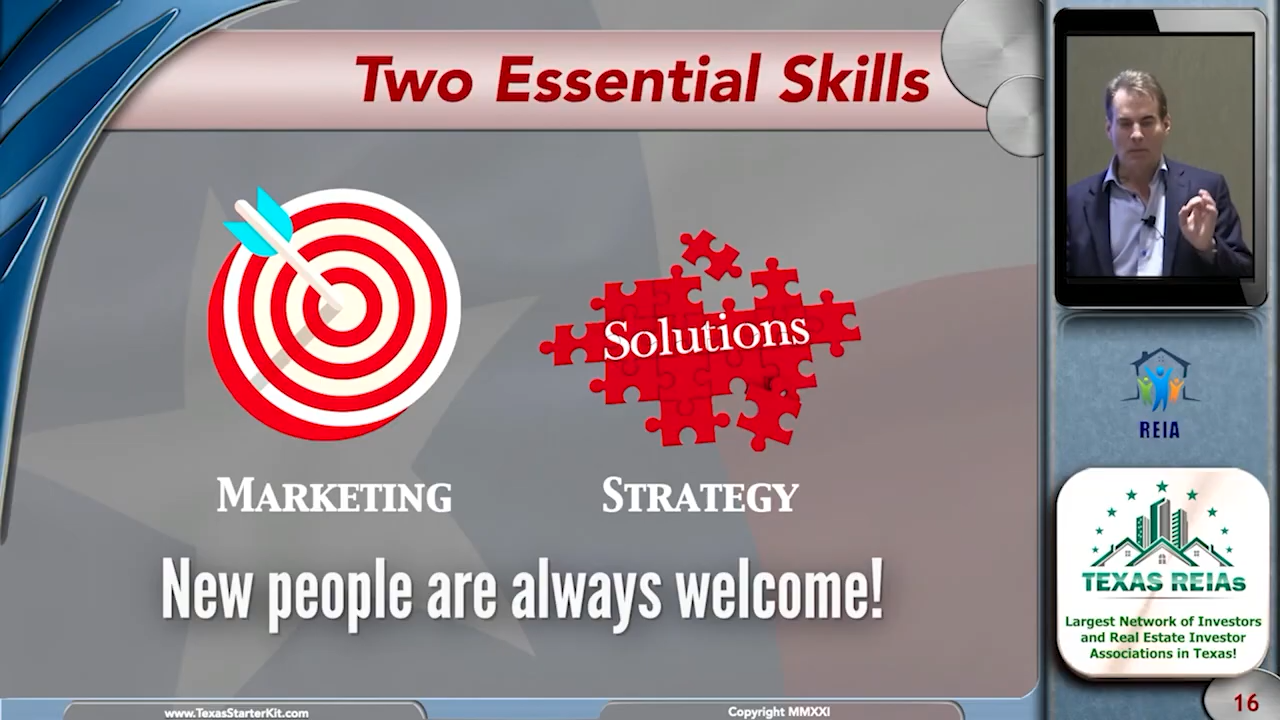 Two Essential Skills
Solutions
MARKETING
STRATEGY
New people are always welcome!
REIA
TEXAS REIAs
Largest Network of Investors
and Real Estate Investor
Associations in Texas!
www.TexasStarterKit.com
Copyright MMXXI
16